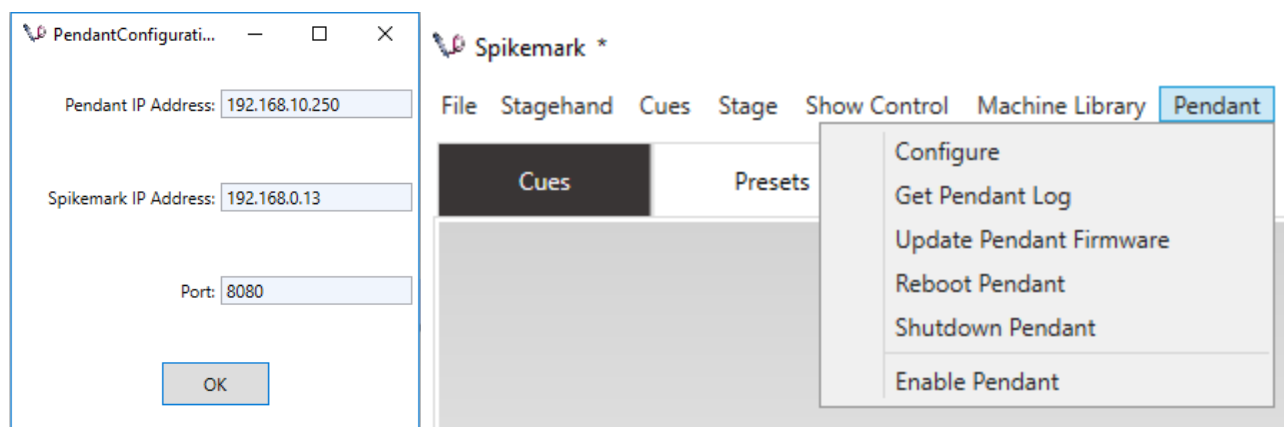 PendantConfigurati...
Pendant IP Address: 192.168.10.250
Spikemark IP Address: 192.168.0.13
Port: 8080
OK
Spikemark *
File Stagehand Cues Stage Show Control Machine Library Pendant
Cues Presets
Configure
Get Pendant Log
Update Pendant Firmware
Reboot Pendant
Shutdown Pendant
Enable Pendant